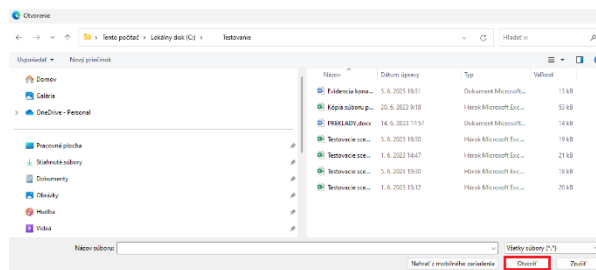 Otvorenie
Tento počítač > Lokálny disk (C:) > Testovanie
Hľadať v:
Usporiadať Nový priečinok
Názov Dátum úpravy Typ Veľkosť
Domov
Galéria
OneDrive - Personal
Pracovná plocha
Stiahnuté súbory
Dokumenty
Obrázky
Hudba
Videá
Evidencia kona... 5. 6. 2023 19:31 Dokument Microsoft... 13 kB
Kópia súboru p... 20. 6. 2023 9:18 Hárok Microsoft Exc... 53 kB
PREKLADY.docx 14. 6. 2023 17:57 Dokument Microsoft... 14 kB
Testovacie sce... 5. 6. 2023 19:30 Hárok Microsoft Exc... 19 kB
Testovacie sce... 1. 6. 2023 14:47 Hárok Microsoft Exc... 21 kB
Testovacie sce... 5. 6. 2023 19:30 Hárok Microsoft Exc... 18 kB
Testovacie sce... 1. 6. 2023 15:12 Hárok Microsoft Exc... 20 kB
Názov súboru:
Všetky súbory (*.*)
Nahrať z mobilného zariadenia Otvoriť Zrušiť